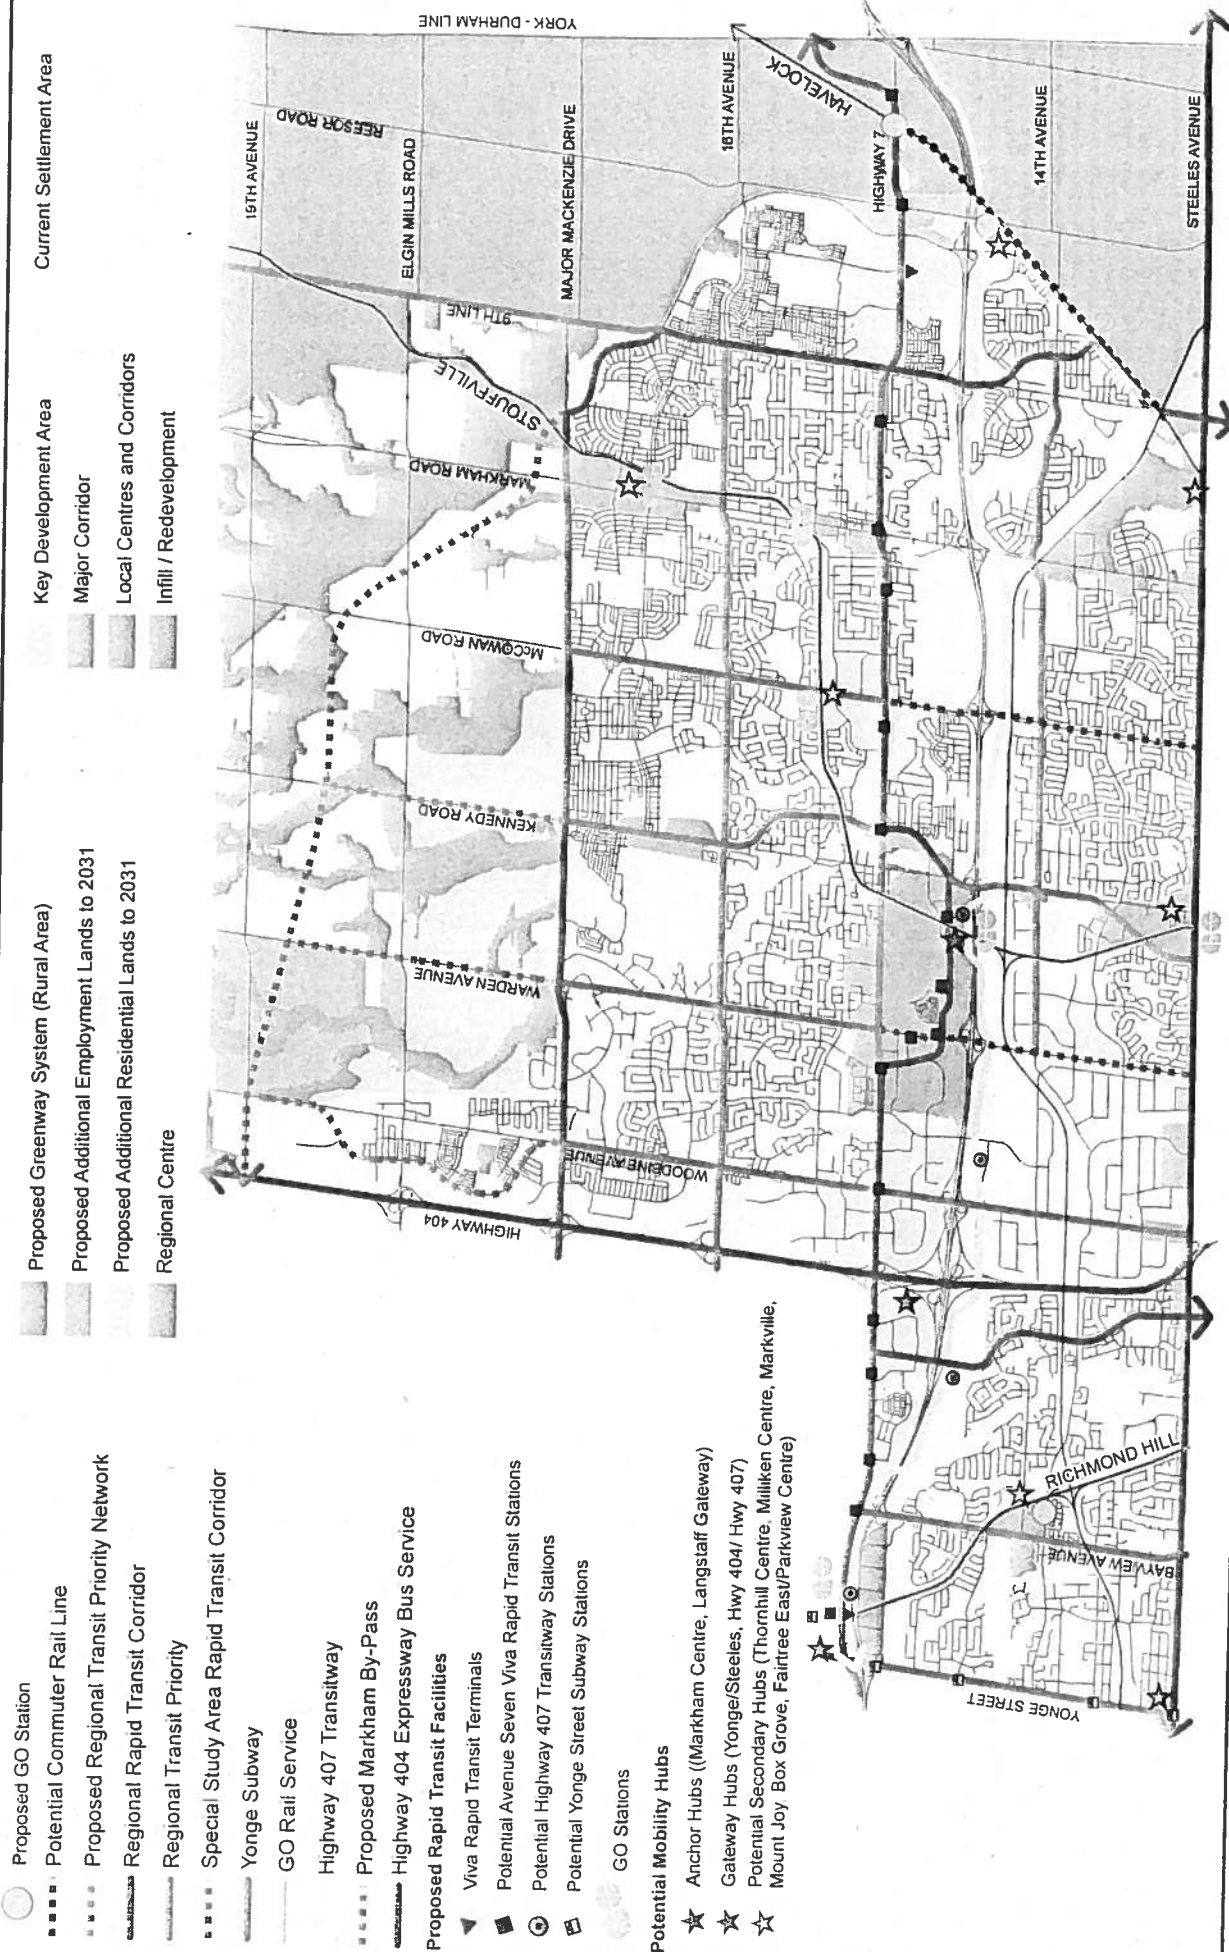 Proposed GO Station
Potential Commuter Rail Line
Proposed Regional Transit Priority Network
Regional Rapid Transit Corridor
Regional Transit Priority
Special Study Area Rapid Transit Corridor
Yonge Subway
GO Rail Service
Highway 407 Transitway
Proposed Markham By-Pass
Highway 404 Expressway Bus Service
Proposed Rapid Transit Facilities
Viva Rapid Transit Terminals
Potential Avenue Seven Viva Rapid Transit Stations
Potential Highway 407 Transitway Stations
Potential Yonge Street Subway Stations
GO Stations
Potential Mobility Hubs
Anchor Hubs ((Markham Centre, Langstaff Gateway)
Gateway Hubs (Yonge/Steeles, Hwy 404/ Hwy 407)
Potential Secondary Hubs (Thornhill Centre, Milliken Centre, Markville,
Mount Joy, Box Grove, Fairtree East/Parkview Centre)
Proposed Greenway System (Rural Area)
Proposed Additional Employment Lands to 2031
Proposed Additional Residential Lands to 2031
Regional Centre
Key Development Area
Major Corridor
Local Centres and Corridors
Infill / Redevelopment
Current Settlement Area
19TH AVENUE
ELGIN MILLS ROAD
MAJOR MACKENZIE DRIVE
16TH AVENUE
HIGHWAY 7
14TH AVENUE
STEELES AVENUE
YONGE STREET
BAYVIEW AVENUE
RICHMOND HILL
HIGHWAY 404
WOODBINE AVENUE
WARDEN AVENUE
KENNEDY ROAD
McCOWAN ROAD
MARKHAM ROAD
STOUFFVILLE
9TH LINE
REESOR ROAD
YORK - DURHAM LINE
HAVELOCK